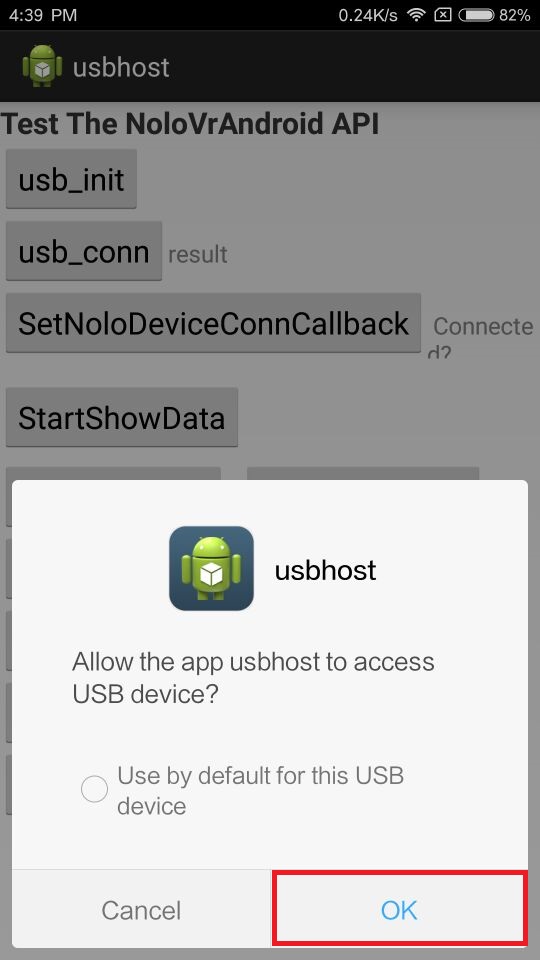 4:39 PM 0.24K/s 82%
usbhost
Test The NoloVrAndroid API
usb_init
usb_conn result
SetNoloDeviceConnCallback Connecte
d?
StartShowData
usbhost
Allow the app usbhost to access
USB device?
Use by default for this USB
device
Cancel OK